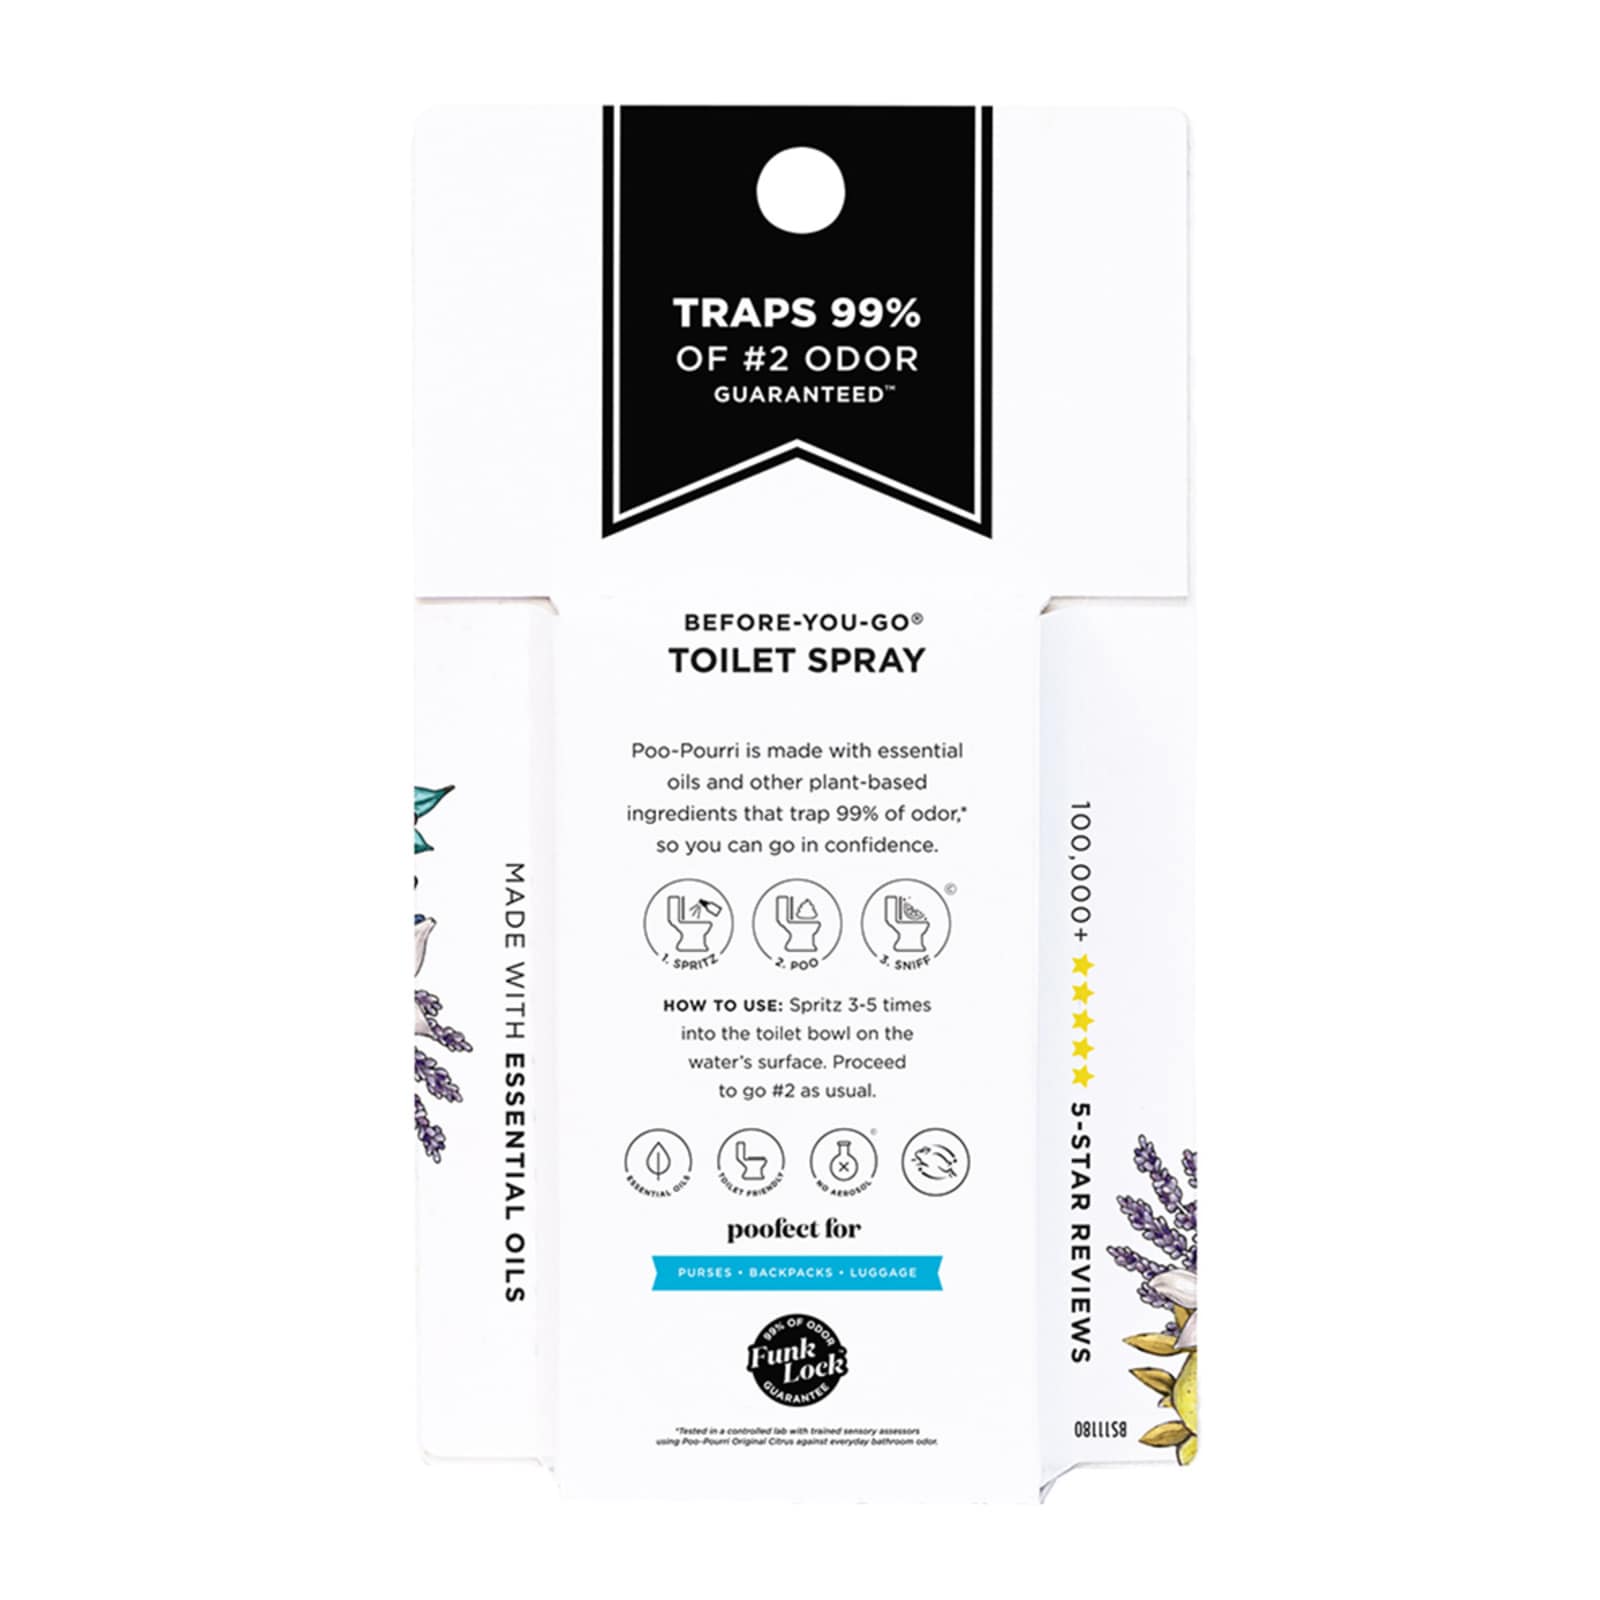 TRAPS 99%
OF #2 ODOR
GUARANTEED™
BEFORE-YOU-GO®
TOILET SPRAY
Poo-Pourri is made with essential
oils and other plant-based
ingredients that trap 99% of odor,*
so you can go in confidence.
©
1. SPRITZ
2. POO
3. SNIFF
HOW TO USE: Spritz 3-5 times
into the toilet bowl on the
water's surface. Proceed
to go #2 as usual.
©
ESSENTIAL OILS
TOILET FRIENDLY
NO AEROSOL
poofect for
PURSES • BACKPACKS • LUGGAGE
99% OF ODOR
Funk
Lock
GUARANTEE
*Tested in a controlled lab with trained sensory assessors
using Poo-Pourri Original Citrus against everyday bathroom odor.
MADE WITH ESSENTIAL OILS
100,000+ ★★★★★ 5-STAR REVIEWS
BS11180